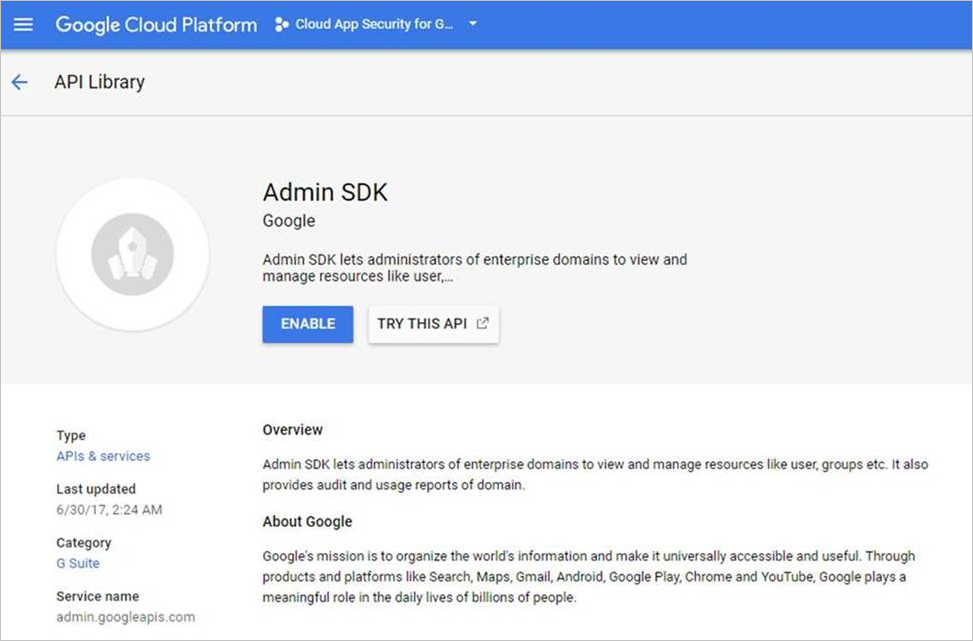 Google Cloud Platform
Cloud App Security for G...
API Library
Admin SDK
Google
Admin SDK lets administrators of enterprise domains to view and
manage resources like user,...
ENABLE
TRY THIS API
Type
APIs & services
Last updated
6/30/17, 2:24 AM
Category
G Suite
Service name
admin.googleapis.com
Overview
Admin SDK lets administrators of enterprise domains to view and manage resources like user, groups etc. It also
provides audit and usage reports of domain.
About Google
Google's mission is to organize the world's information and make it universally accessible and useful. Through
products and platforms like Search, Maps, Gmail, Android, Google Play, Chrome and YouTube, Google plays a
meaningful role in the daily lives of billions of people.